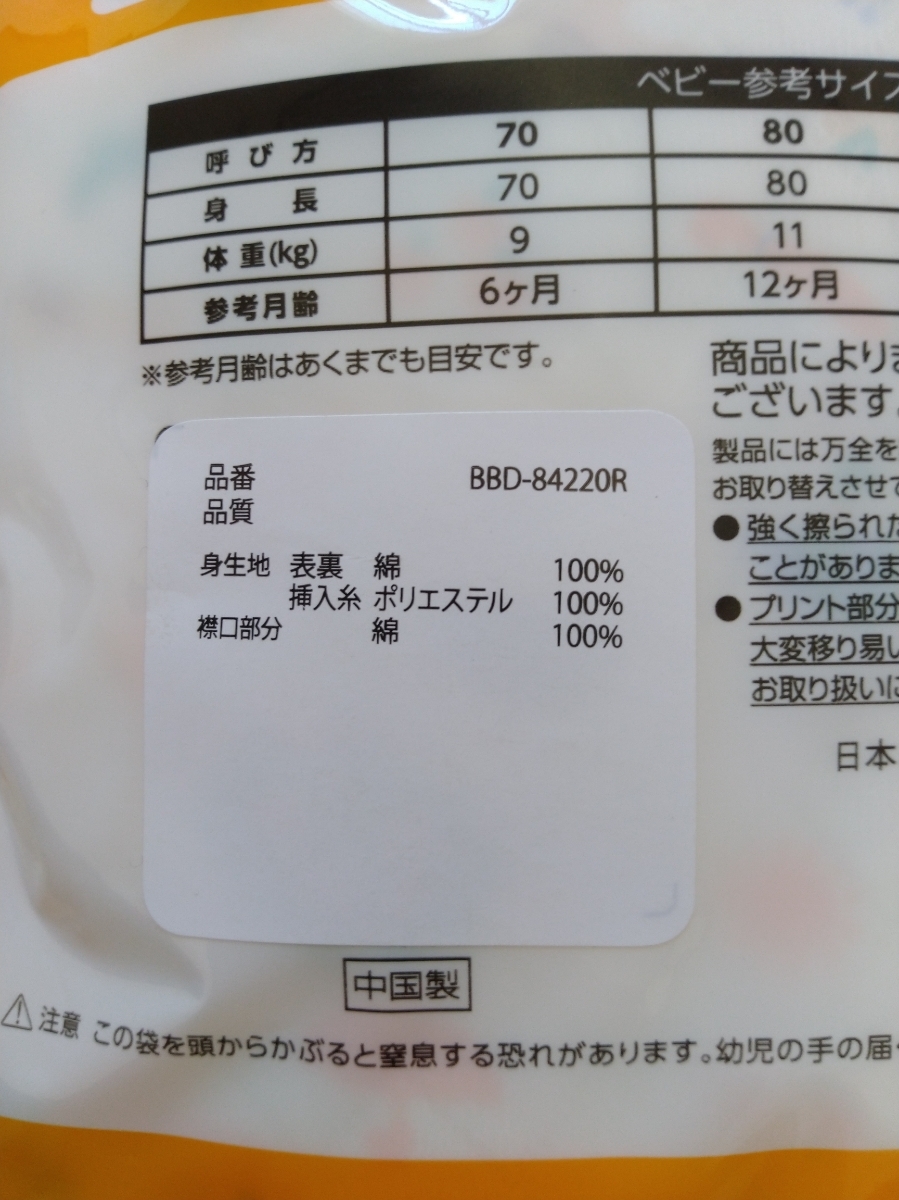 ベビー参考サイズ
呼び方 70 80
身長 70 80
体重(kg) 9 11
参考月齢 6ヶ月 12ヶ月
※参考月齢はあくまでも目安です。
商品により
ございます。
製品には万全を
お取り替えさせて
●強く擦られた
ことがありま
●プリント部分
大変移り易い
お取り扱いに
日本
品番 BBD-84220R
品質
身生地 表裏 綿 100%
挿入糸 ポリエステル 100%
襟口部分 綿 100%
中国製
⚠注意 この袋を頭からかぶると窒息する恐れがあります。幼児の手の届